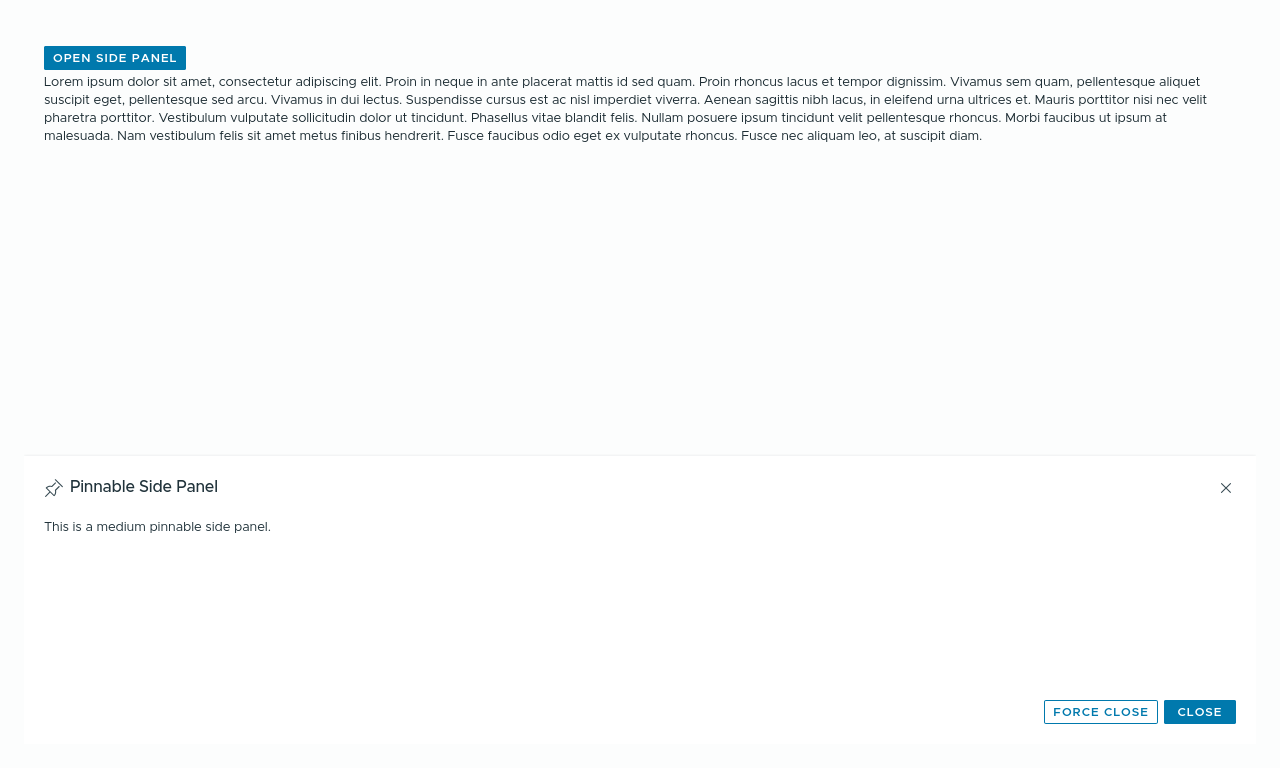 OPEN SIDE PANEL
Lorem ipsum dolor sit amet, consectetur adipiscing elit. Proin in neque in ante placerat mattis id sed quam. Proin rhoncus lacus et tempor dignissim. Vivamus sem quam, pellentesque aliquet
suscipit eget, pellentesque sed arcu. Vivamus in dui lectus. Suspendisse cursus est ac nisl imperdiet viverra. Aenean sagittis nibh lacus, in eleifend urna ultrices et. Mauris porttitor nisi nec velit
pharetra porttitor. Vestibulum vulputate sollicitudin dolor ut tincidunt. Phasellus vitae blandit felis. Nullam posuere ipsum tincidunt velit pellentesque rhoncus. Morbi faucibus ut ipsum at
malesuada. Nam vestibulum felis sit amet metus finibus hendrerit. Fusce faucibus odio eget ex vulputate rhoncus. Fusce nec aliquam leo, at suscipit diam.
Pinnable Side Panel
This is a medium pinnable side panel.
FORCE CLOSE CLOSE